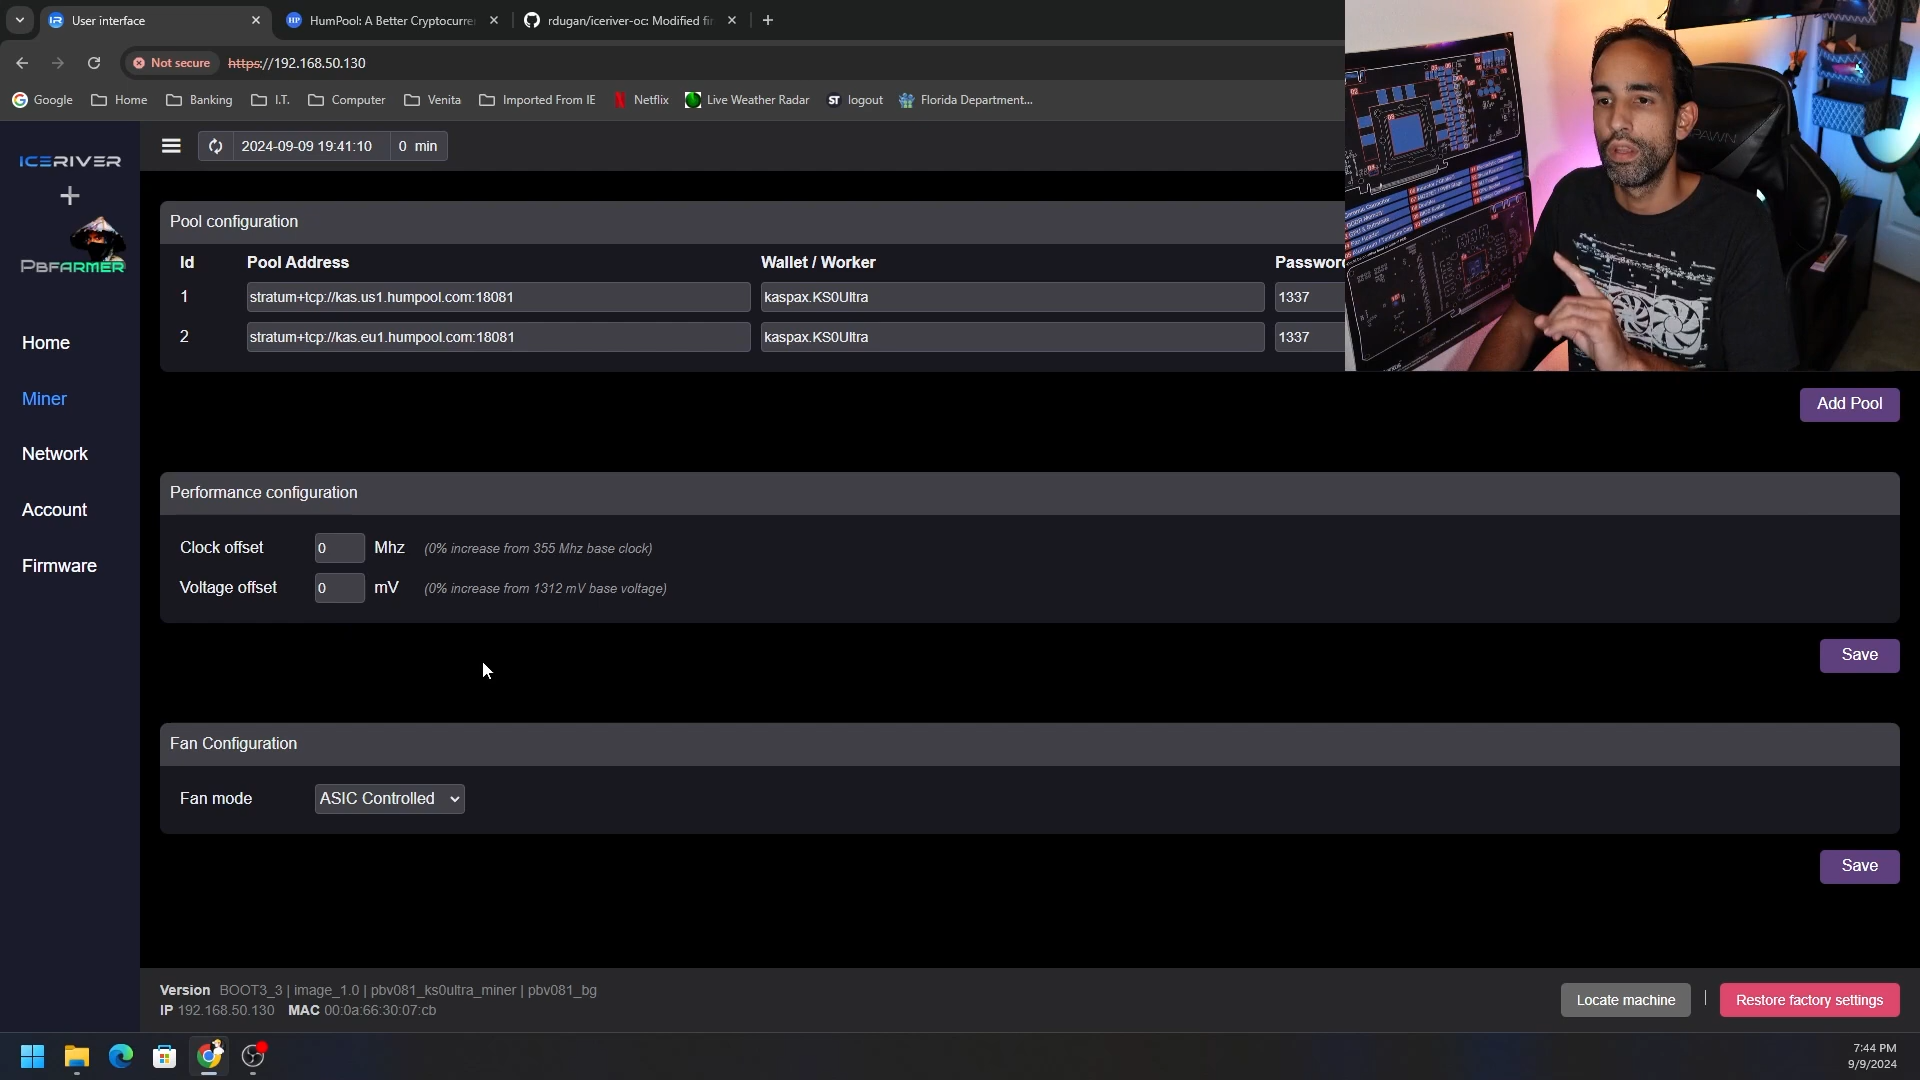 User interface
HumPool: A Better Cryptocurre
rdugan/iceriver-oc: Modified fir
Not secure
https://192.168.50.130
Google
Home
Banking
I.T.
Computer
Venita
Imported From IE
Netflix
Live Weather Radar
ST logout
Florida Department...
ICERIVER
+
PBFARMER
2024-09-09 19:41:10 0 min
Home
Miner
Network
Account
Firmware
Pool configuration
Id Pool Address Wallet / Worker Password
1 stratum+tcp://kas.us1.humpool.com:18081 kaspax.KS0Ultra 1337
2 stratum+tcp://kas.eu1.humpool.com:18081 kaspax.KS0Ultra 1337
Add Pool
Performance configuration
Clock offset 0 Mhz (0% increase from 355 Mhz base clock)
Voltage offset 0 mV (0% increase from 1312 mV base voltage)
Save
Fan Configuration
Fan mode ASIC Controlled
Save
Version BOOT3_3 | image_1.0 | pbv081_ks0ultra_miner | pbv081_bg
IP 192.168.50.130 MAC 00:0a:66:30:07:cb
Locate machine | Restore factory settings
7:44 PM
9/9/2024